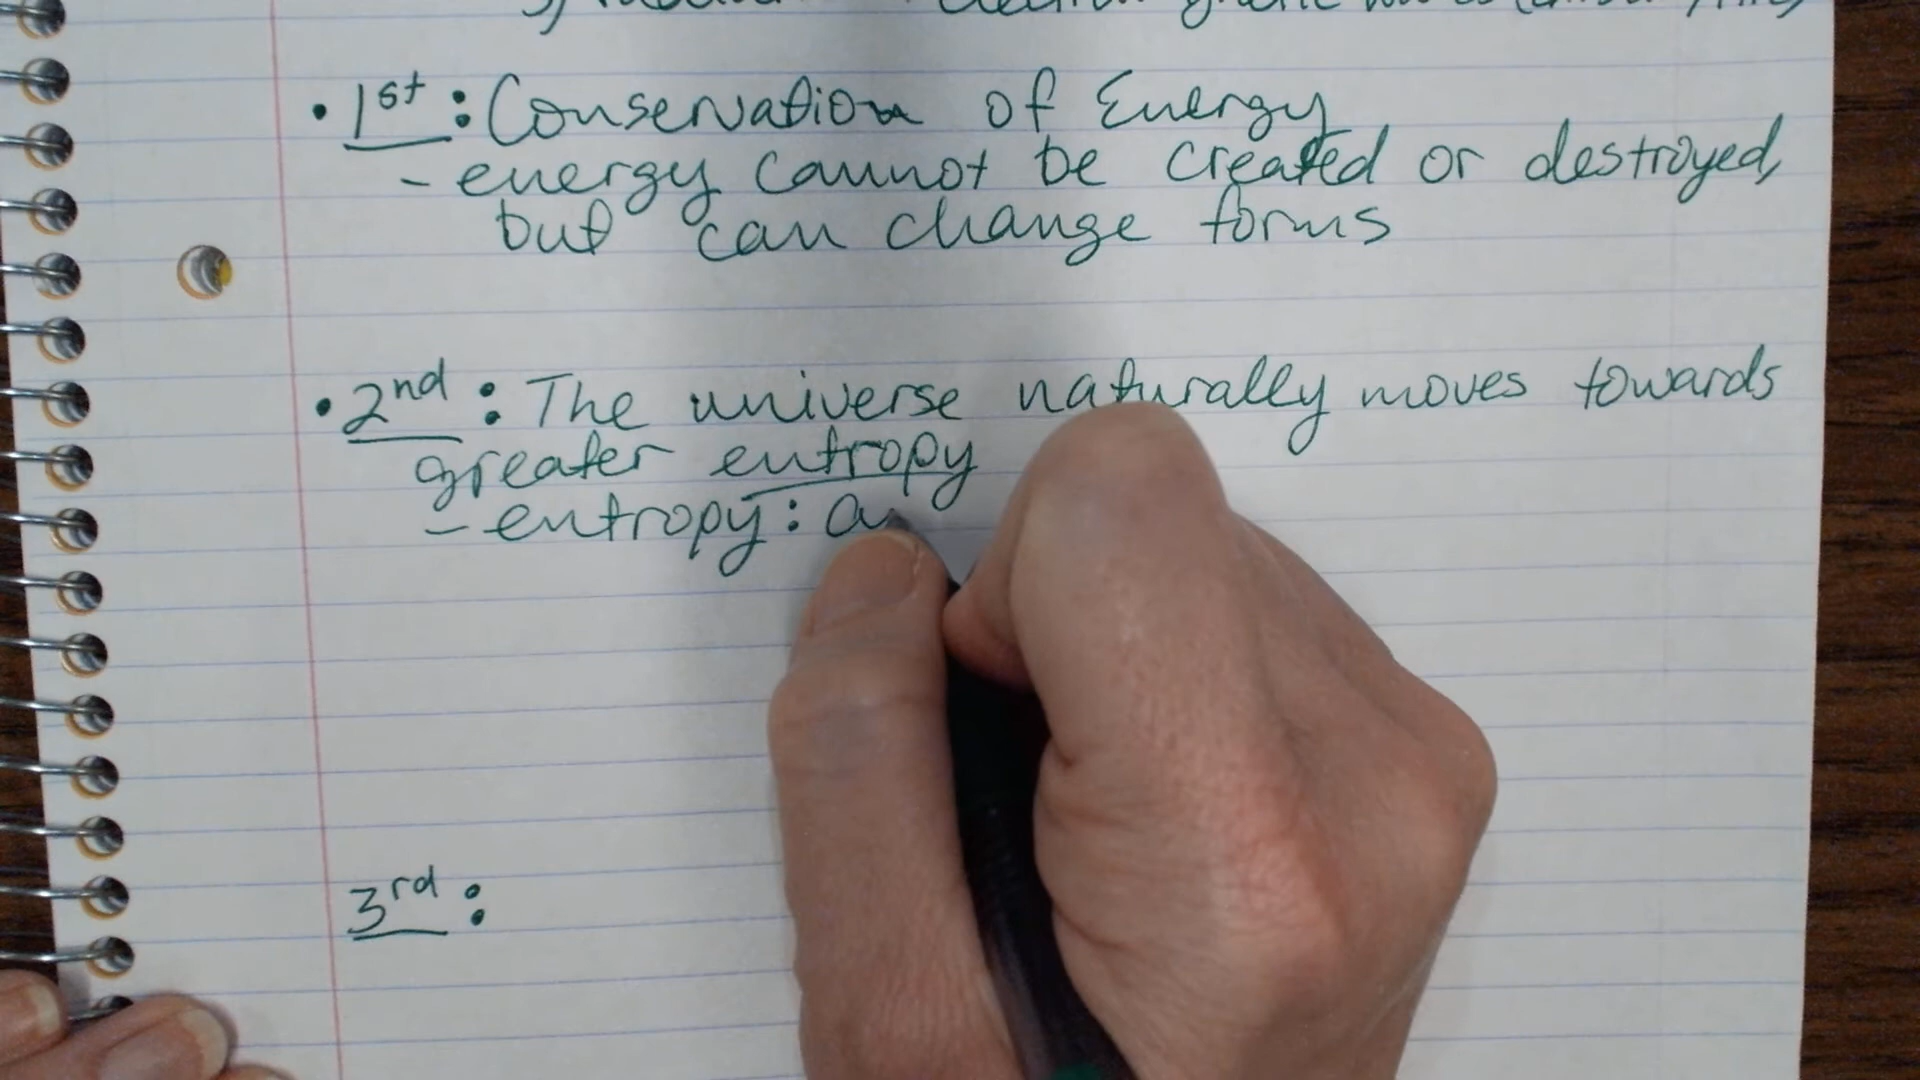 • 1st : Conservation of Energy
- energy cannot be created or destroyed,
but can change forms
• 2nd : The universe naturally moves towards
greater entropy
- entropy : a
3rd :